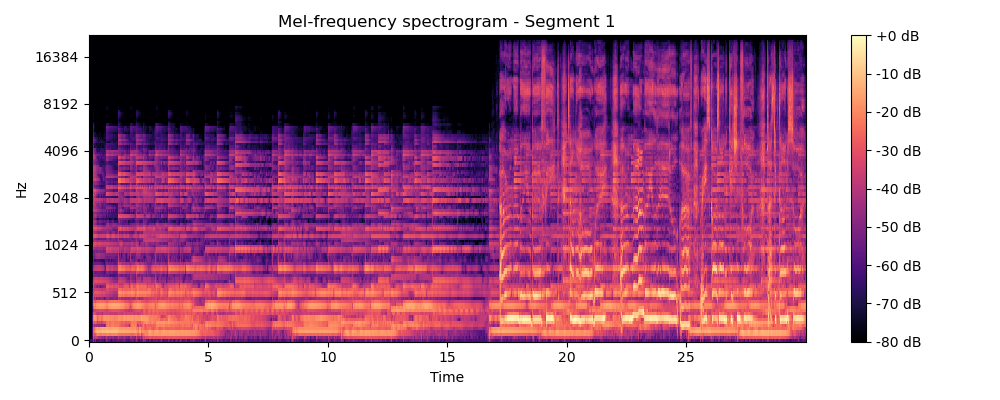 Mel-frequency spectrogram - Segment 1
Hz
16384
8192
4096
2048
1024
512
0
0 5 10 15 20 25
Time
+0 dB
-10 dB
-20 dB
-30 dB
-40 dB
-50 dB
-60 dB
-70 dB
-80 dB